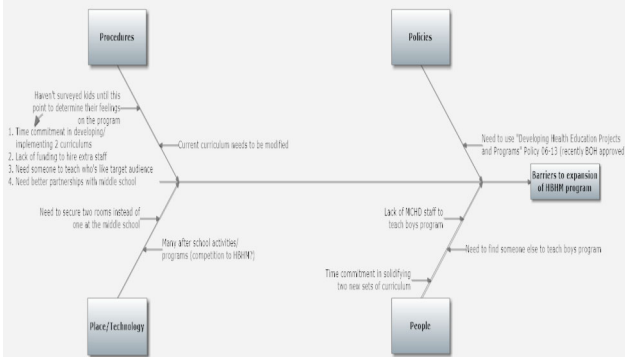 Procedures
Policies
Haven't surveyed kids until this
point to determine their feelings
on the program
1. Time commitment in developing/
implementing 2 curriculums
2. Lack of funding to hire extra staff
3. Need someone to teach who's like target audience
4. Need better partnerships with middle school
Current curriculum needs to be modified
Need to use "Developing Health Education Projects
and Programs" Policy 06-13 (recently BOH approved
Barriers to expansion
of HBHM program
Need to secure two rooms instead of
one at the middle school
Many after school activities/
programs (competition to HBHM?)
Lack of MCHD staff to
teach boys program
Need to find someone else to teach boys program
Time commitment in solidifying
two new sets of curriculum
Place/Technology
People